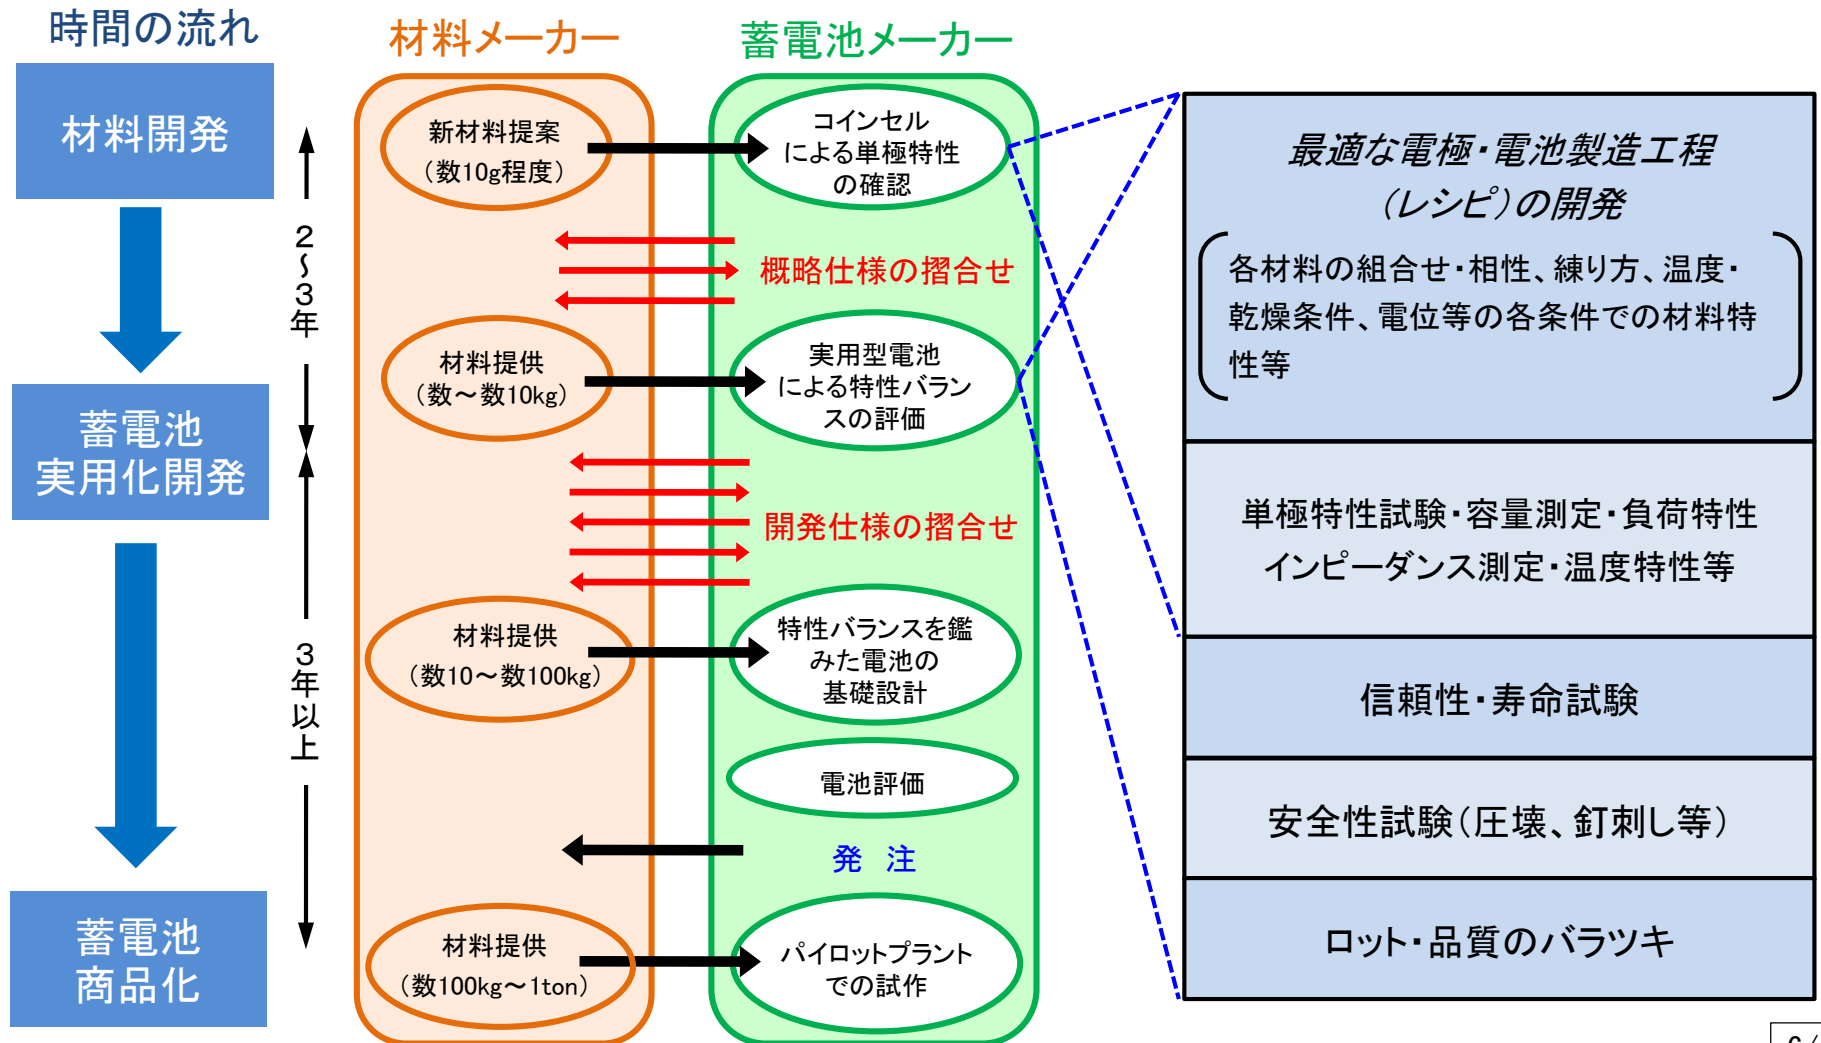 時間の流れ
材料開発
蓄電池
実用化開発
蓄電池
商品化
2～3年
3年以上
材料メーカー
新材料提案
（数10g程度）
材料提供
（数～数10kg）
材料提供
（数10～数100kg）
材料提供
（数100kg～1ton）
蓄電池メーカー
コインセル
による単極特性
の確認
概略仕様の摺合せ
実用型電池
による特性バラン
スの評価
開発仕様の摺合せ
特性バランスを鑑
みた電池の
基礎設計
電池評価
発 注
パイロットプラント
での試作
最適な電極・電池製造工程
（レシピ）の開発
各材料の組合せ・相性、練り方、温度・
乾燥条件、電位等の各条件での材料特
性等
単極特性試験・容量測定・負荷特性
インピーダンス測定・温度特性等
信頼性・寿命試験
安全性試験（圧壊、釘刺し等）
ロット・品質のバラツキ